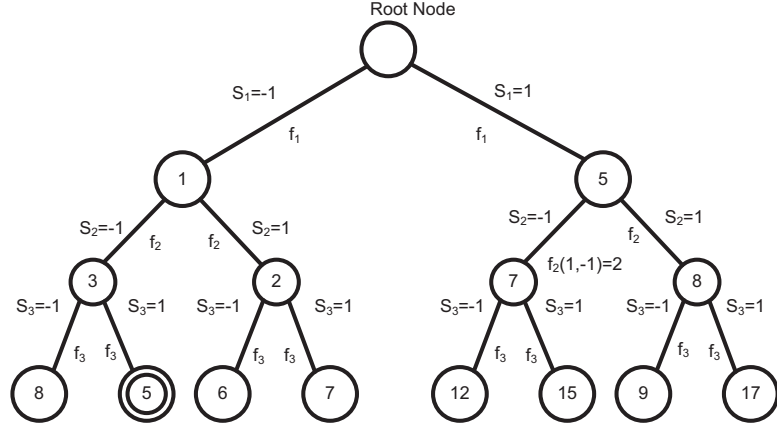 Root Node
S₁=-1
S₁=1
f₁
f₁
1
5
S₂=-1
S₂=1
S₂=-1
S₂=1
f₂
f₂
f₂(1,-1)=2
f₂
3
2
7
8
S₃=-1
S₃=1
S₃=-1
S₃=1
S₃=-1
S₃=1
S₃=-1
S₃=1
f₃
f₃
f₃
f₃
f₃
f₃
f₃
f₃
8
5
6
7
12
15
9
17